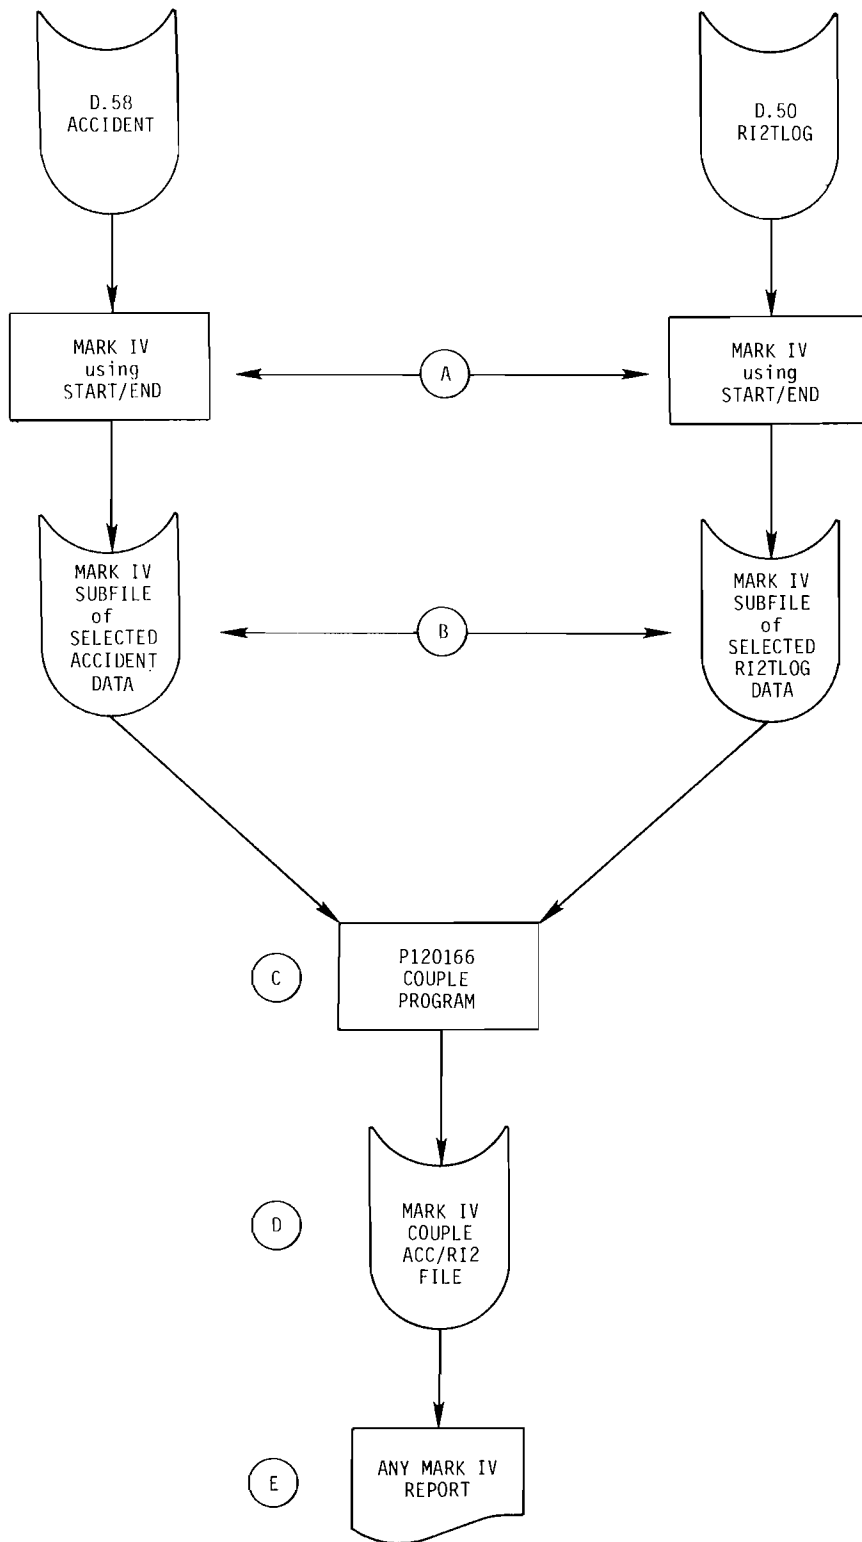 D.58
ACCIDENT
D.50
RI2TLOG
MARK IV
using
START/END
A
MARK IV
using
START/END
MARK IV
SUBFILE
of
SELECTED
ACCIDENT
DATA
B
MARK IV
SUBFILE
of
SELECTED
RI2TLOG
DATA
C
P120166
COUPLE
PROGRAM
D
MARK IV
COUPLE
ACC/RI2
FILE
E
ANY MARK IV
REPORT